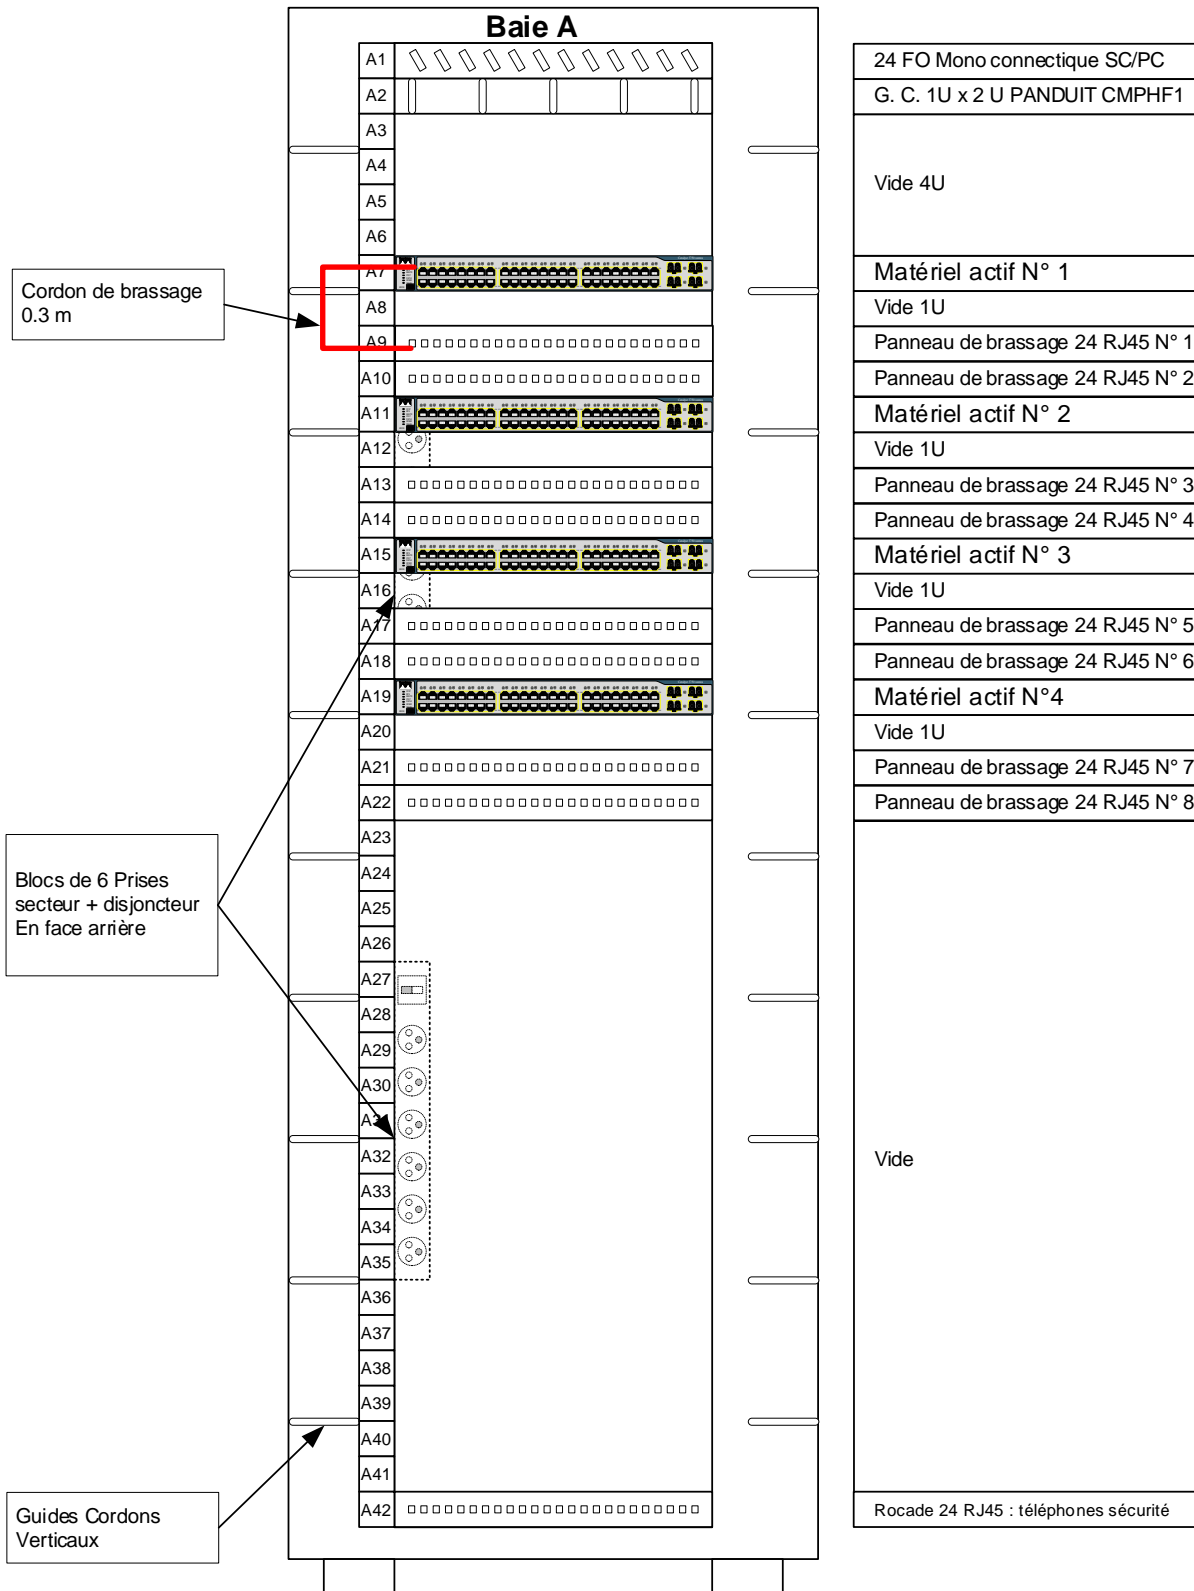 Baie A
A1
24 FO Mono connectique SC/PC
A2
G. C. 1U x 2 U PANDUIT CMPHF1
A3
A4
Vide 4U
A5
A6
A7
Matériel actif N° 1
Cordon de brassage
0.3 m
A8
Vide 1U
A9
Panneau de brassage 24 RJ45 N° 1
A10
Panneau de brassage 24 RJ45 N° 2
A11
Matériel actif N° 2
A12
Vide 1U
A13
Panneau de brassage 24 RJ45 N° 3
A14
Panneau de brassage 24 RJ45 N° 4
A15
Matériel actif N° 3
A16
Vide 1U
A17
Panneau de brassage 24 RJ45 N° 5
A18
Panneau de brassage 24 RJ45 N° 6
A19
Matériel actif N°4
A20
Vide 1U
A21
Panneau de brassage 24 RJ45 N° 7
A22
Panneau de brassage 24 RJ45 N° 8
A23
A24
Blocs de 6 Prises
secteur + disjoncteur
En face arrière
A25
A26
A27
A28
A29
A30
A31
A32
Vide
A33
A34
A35
A36
A37
A38
A39
A40
A41
A42
Rocade 24 RJ45 : téléphones sécurité
Guides Cordons
Verticaux